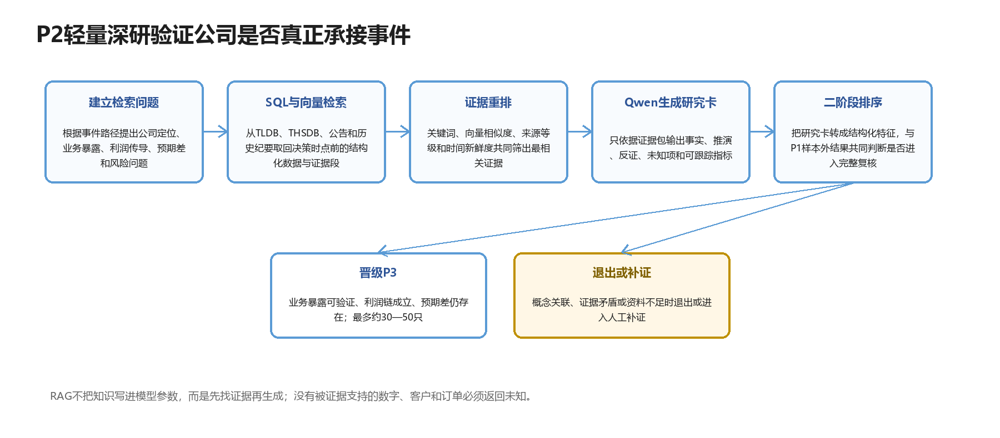 P2轻量深研验证公司是否真正承接事件
建立检索问题
根据事件路径提出公司定位、
业务暴露、利润传导、预期差
和风险问题
SQL与向量检索
从TLDB、THSDB、公告和历
史纪要取回决策时点前的结构
化数据与证据段
证据重排
关键词、向量相似度、来源等
级和时间新鲜度共同筛出最相
关证据
Qwen生成研究卡
只依据证据包输出事实、推演
、反证、未知项和可跟踪指标
二阶段排序
把研究卡转成结构化特征，与
P1样本外结果共同判断是否进
入完整复核
晋级P3
业务暴露可验证、利润链成立、预期差仍存
在；最多约30—50只
退出或补证
概念关联、证据矛盾或资料不足时退出或进
入人工补证
RAG不把知识写进模型参数，而是先找证据再生成；没有被证据支持的数字、客户和订单必须返回未知。